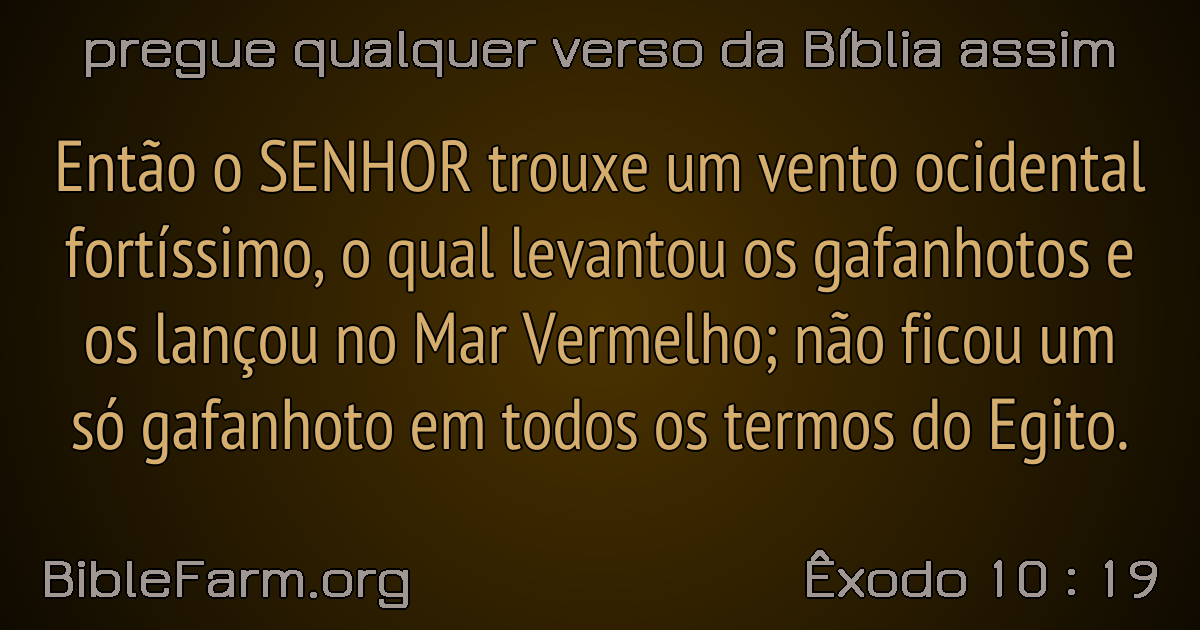 pregue qualquer verso da Bíblia assim
Então o SENHOR trouxe um vento ocidental
fortíssimo, o qual levantou os gafanhotos e
os lançou no Mar Vermelho; não ficou um
só gafanhoto em todos os termos do Egito.
BibleFarm.org
Êxodo 10 : 19